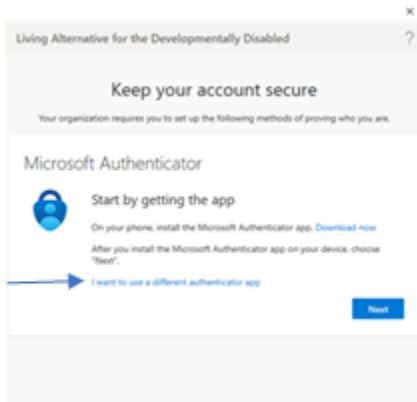 Living Alternative for the Developmentally Disabled
?
Keep your account secure
Your organization requires you to set up the following methods of proving who you are.
Microsoft Authenticator
Start by getting the app
On your phone, install the Microsoft Authenticator app. Download now
After you install the Microsoft Authenticator app on your device, choose
"Next".
I want to use a different authenticator app
Next